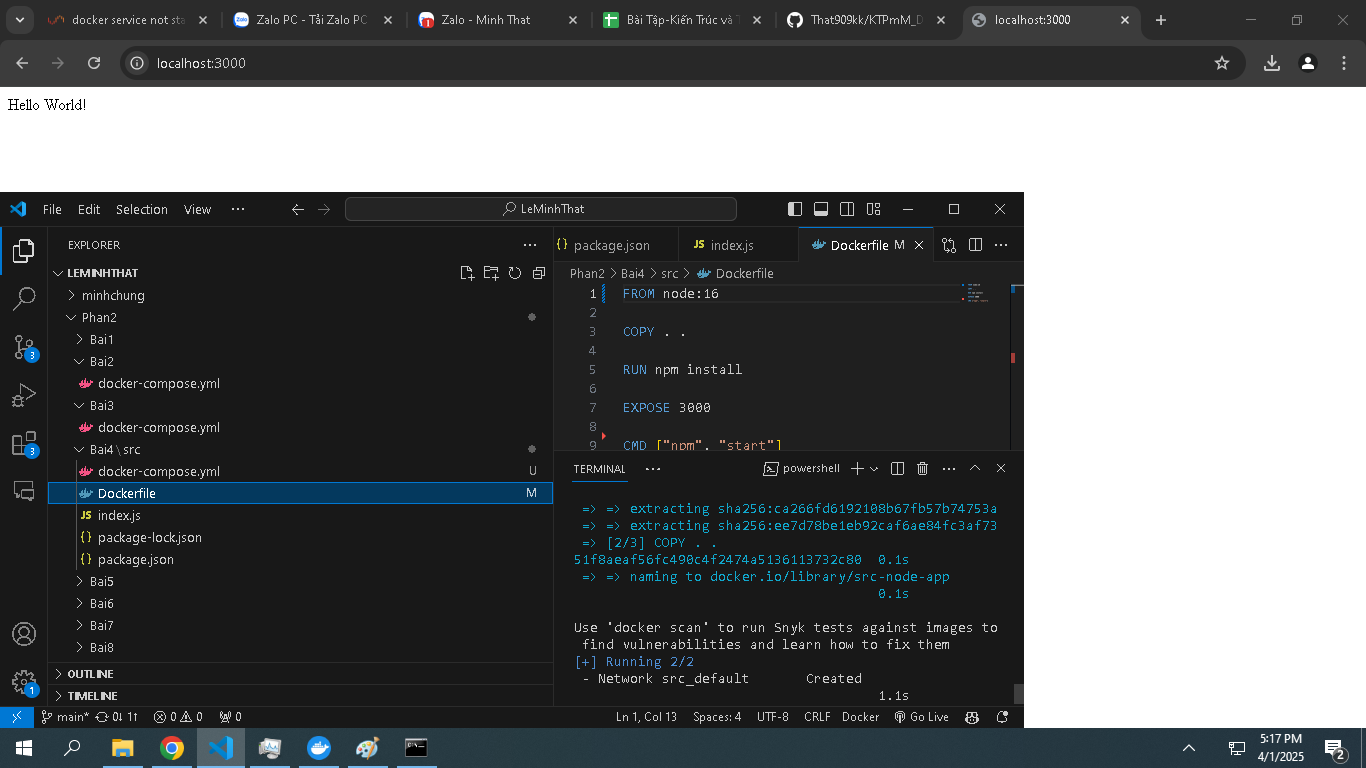 docker service not sta
Zalo PC - Tải Zalo PC
Zalo - Minh That
Bài Tập-Kiến Trúc và T
That909kk/KTPmM_D
localhost:3000
localhost:3000
Hello World!
File Edit Selection View ···
LeMinhThat
EXPLORER
LEMINHTHAT
minhchung
Phan2
Bai1
Bai2
docker-compose.yml
Bai3
docker-compose.yml
Bai4\src
docker-compose.yml U
Dockerfile M
JS index.js
{} package-lock.json
{} package.json
Bai5
Bai6
Bai7
Bai8
OUTLINE
TIMELINE
3
3
1
{} package.json
JS index.js
Dockerfile M
Phan2 > Bai4 > src > Dockerfile
1 FROM node:16
2
3 COPY . .
4
5 RUN npm install
6
7 EXPOSE 3000
8
9 CMD ["npm", "start"]
TERMINAL ···
powershell
=> => extracting sha256:ca266fd6192108b67fb57b74753a
=> => extracting sha256:ee7d78be1eb92caf6ae84fc3af73
=> [2/3] COPY . .
51f8aeaf56fc490c4f2474a5136113732c80 0.1s
=> => naming to docker.io/library/src-node-app
0.1s
Use 'docker scan' to run Snyk tests against images to
find vulnerabilities and learn how to fix them
[+] Running 2/2
- Network src_default Created
1.1s
main* 0↓ 1↑ 0 0 0
Ln 1, Col 13 Spaces: 4 UTF-8 CRLF Docker Go Live
5:17 PM
4/1/2025
2